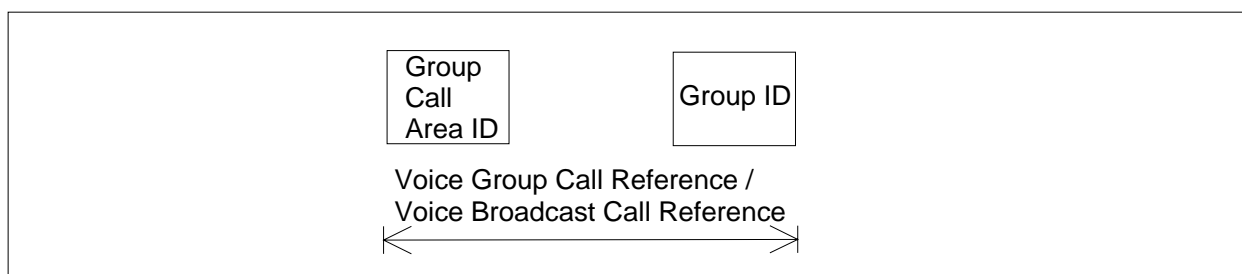 Group
Call
Area ID
Group ID
Voice Group Call Reference /
Voice Broadcast Call Reference